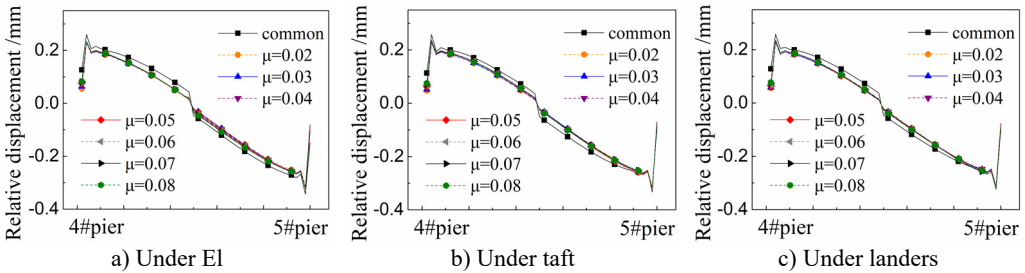 Relative displacement /mm
0.2
0.0
-0.2
-0.4
common
μ=0.02
μ=0.03
μ=0.04
μ=0.05
μ=0.06
μ=0.07
μ=0.08
4#pier 5#pier
a) Under El
Relative displacement /mm
0.2
0.0
-0.2
-0.4
common
μ=0.02
μ=0.03
μ=0.04
μ=0.05
μ=0.06
μ=0.07
μ=0.08
4#pier 5#pier
b) Under taft
Relative displacement /mm
0.2
0.0
-0.2
-0.4
common
μ=0.02
μ=0.03
μ=0.04
μ=0.05
μ=0.06
μ=0.07
μ=0.08
4#pier 5#pier
c) Under landers